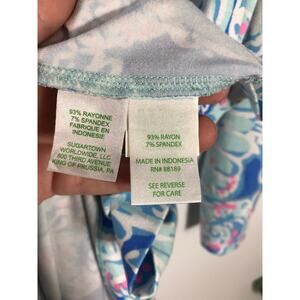 93% RAYONNE
7% SPANDEX
FABRIQUE EN
INDONESIE
SUGARTOWN
WORLDWIDE, LLC
800 THIRD AVENUE
KING OF PRUSSIA, PA
93% RAYON
7% SPANDEX
MADE IN INDONESIA
RN# 88189
SEE REVERSE
FOR CARE